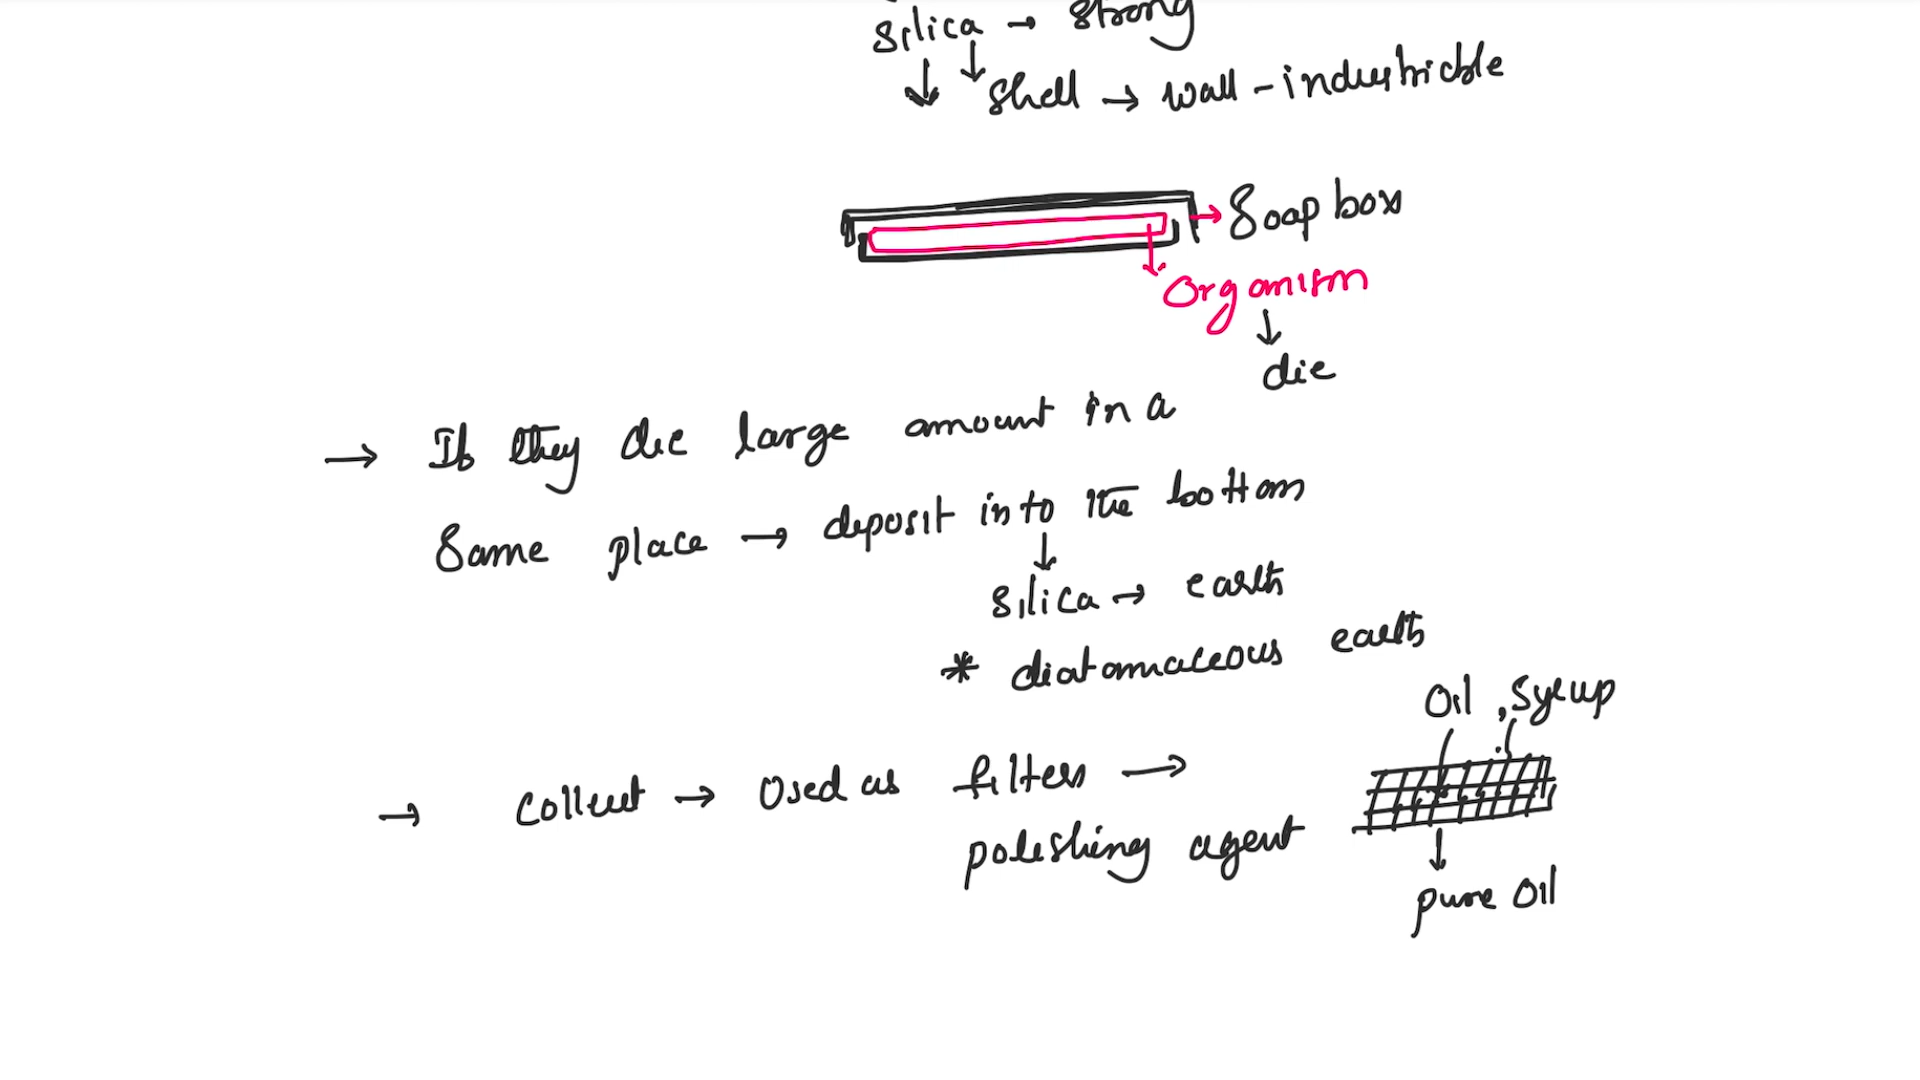 Silica → strong
↓ ↓ Shell → wall - industrictble
→ Soap box
Organism
↓
die
→ If they die large amount in a
Same place → deposit into the bottom
↓
Silica → earth
* diatomaceous earth
Oil , Syrup
→ Collect → Used as filters →
polishing agent
↓
pure Oil